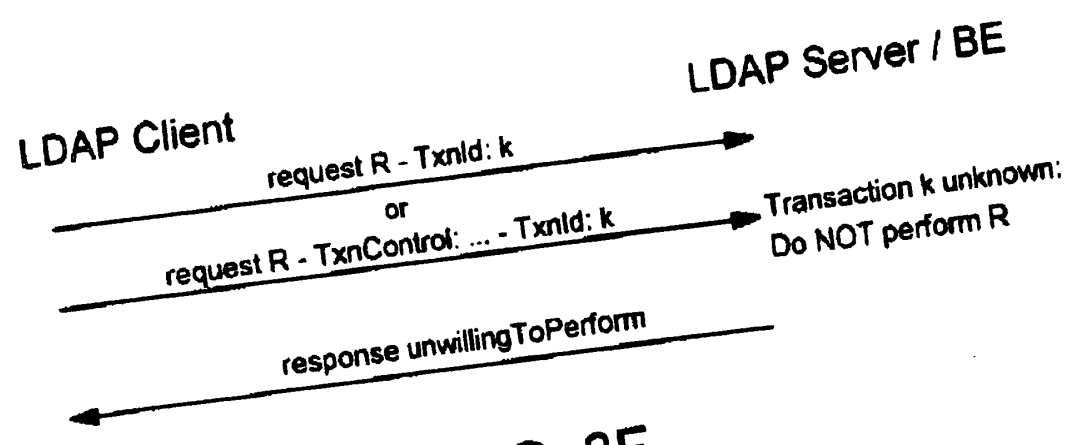 LDAP Client
LDAP Server / BE
request R - TxnId: k
or
request R - TxnControl: ... - TxnId: k
Transaction k unknown:
Do NOT perform R
response unwillingToPerform